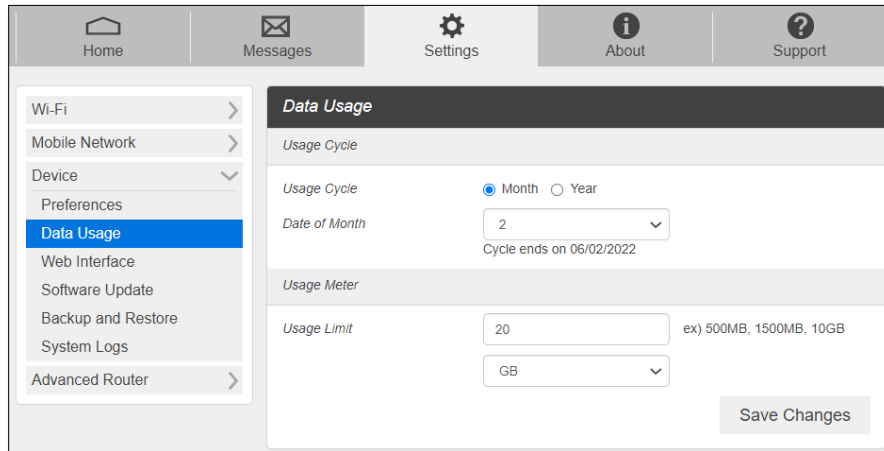 Home Messages Settings About Support
Wi-Fi
Mobile Network
Device
Preferences
Data Usage
Web Interface
Software Update
Backup and Restore
System Logs
Advanced Router
Data Usage
Usage Cycle
Usage Cycle Month Year
Date of Month 2
Cycle ends on 06/02/2022
Usage Meter
Usage Limit 20 ex) 500MB, 1500MB, 10GB
GB
Save Changes